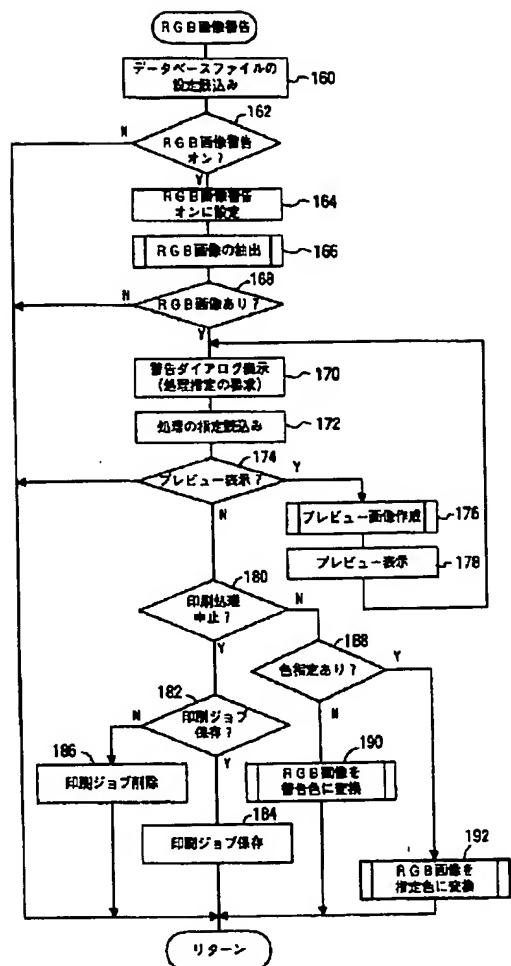 RGB画像警告
データベースファイルの
設定読込み
160
162
N
RGB画像警告
オン?
Y
RGB画像警告
オンに設定
164
RGB画像の抽出
166
168
N
RGB画像あり?
Y
警告ダイアログ表示
(処理指定の要求)
170
処理の指定読込み
172
174
プレビュー表示?
Y
N
プレビュー画像作成
176
プレビュー表示
178
180
印刷処理
中止?
N
Y
188
色指定あり?
Y
N
182
印刷ジョブ
保存?
N
Y
186
印刷ジョブ削除
190
RGB画像を
警告色に変換
184
印刷ジョブ保存
192
RGB画像を
指定色に変換
リターン